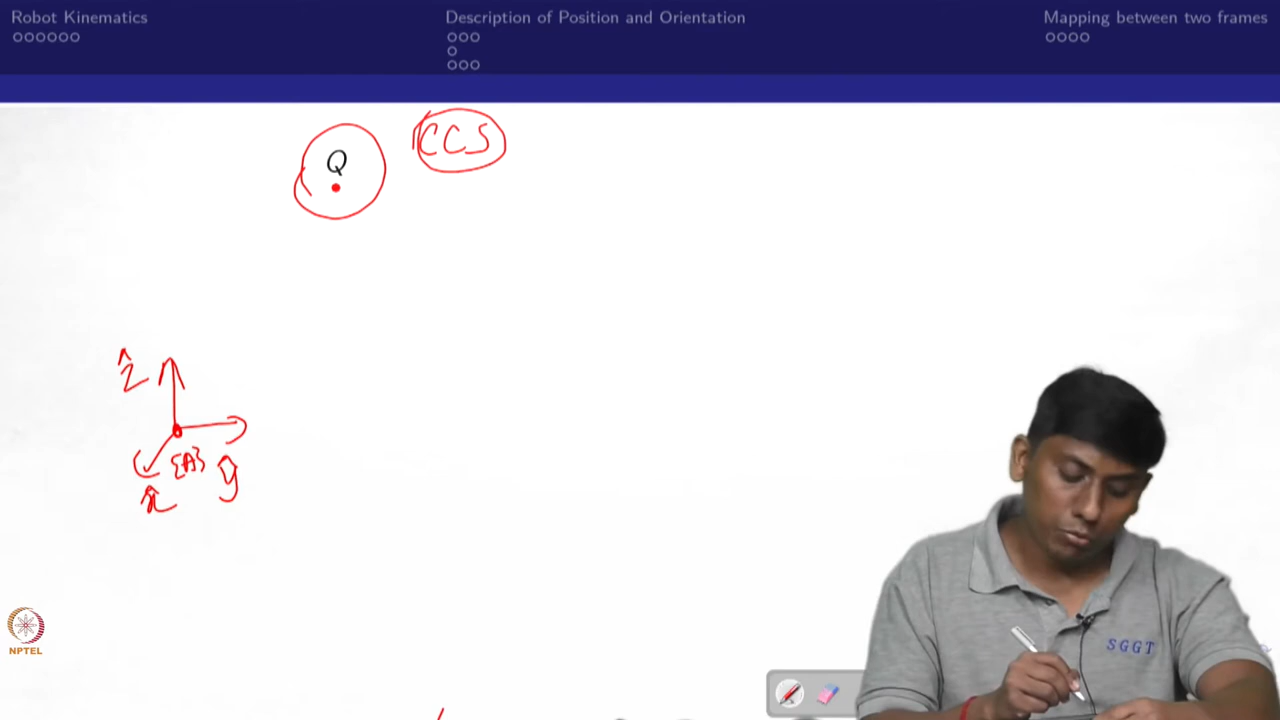 Robot Kinematics
Description of Position and Orientation
Mapping between two frames
Q
CCS
ẑ
{A}
ŷ
x̂
NPTEL
SGGT